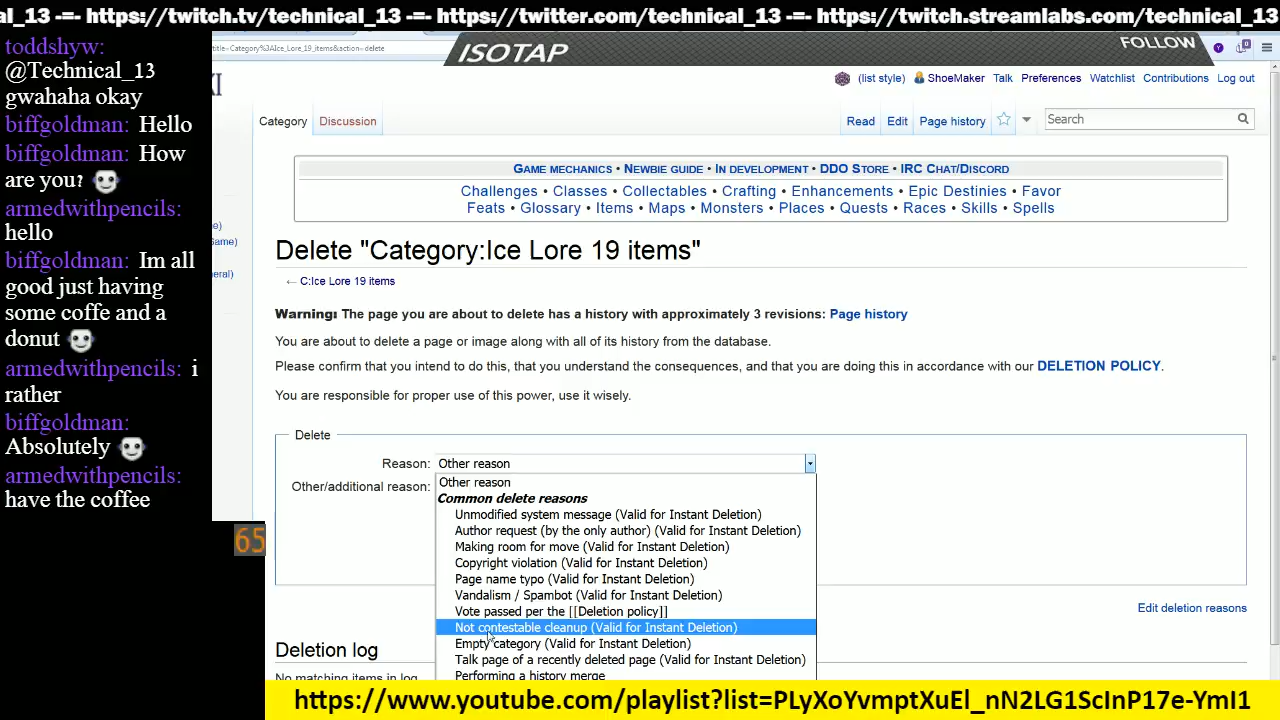 al_13 -=- https://twitch.tv/technical_13 -=- https://twitter.com/technical_13 -=- https://twitch.streamlabs.com/technical_13
toddshyw:
@Technical_13
gwahaha okay
biffgoldman: Hello
biffgoldman: How
are you?
armedwithpencils:
hello
biffgoldman: Im all
good just having
some coffe and a
donut
armedwithpencils: i
rather
biffgoldman:
Absolutely
armedwithpencils:
have the coffee
65
title=Category%3AIce_Lore_19_items&action=delete
ISOTAP
FOLLOW
(list style) ShoeMaker Talk Preferences Watchlist Contributions Log out
Category Discussion Read Edit Page history Search
GAME MECHANICS • NEWBIE GUIDE • IN DEVELOPMENT • DDO STORE • IRC CHAT/DISCORD
Challenges • Classes • Collectables • Crafting • Enhancements • Epic Destinies • Favor
Feats • Glossary • Items • Maps • Monsters • Places • Quests • Races • Skills • Spells
Delete "Category:Ice Lore 19 items"
← C:Ice Lore 19 items
Warning: The page you are about to delete has a history with approximately 3 revisions: Page history
You are about to delete a page or image along with all of its history from the database.
Please confirm that you intend to do this, that you understand the consequences, and that you are doing this in accordance with our DELETION POLICY.
You are responsible for proper use of this power, use it wisely.
Delete
Reason: Other reason
Other/additional reason:
Other reason
Common delete reasons
Unmodified system message (Valid for Instant Deletion)
Author request (by the only author) (Valid for Instant Deletion)
Making room for move (Valid for Instant Deletion)
Copyright violation (Valid for Instant Deletion)
Page name typo (Valid for Instant Deletion)
Vandalism / Spambot (Valid for Instant Deletion)
Vote passed per the [[Deletion policy]]
Not contestable cleanup (Valid for Instant Deletion)
Empty category (Valid for Instant Deletion)
Talk page of a recently deleted page (Valid for Instant Deletion)
Performing a history merge
Edit deletion reasons
Deletion log
No matching items in log.
https://www.youtube.com/playlist?list=PLyXoYvmptXuEl_nN2LG1ScInP17e-YmI1